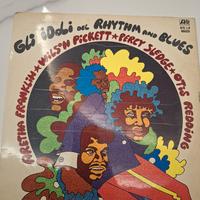 GLI iDOLi DEL RHYTHM AND BLUES
ARETHA FRANKLIN★WILSON PICKETT★PERCY SLEDGE★OTIS REDDING